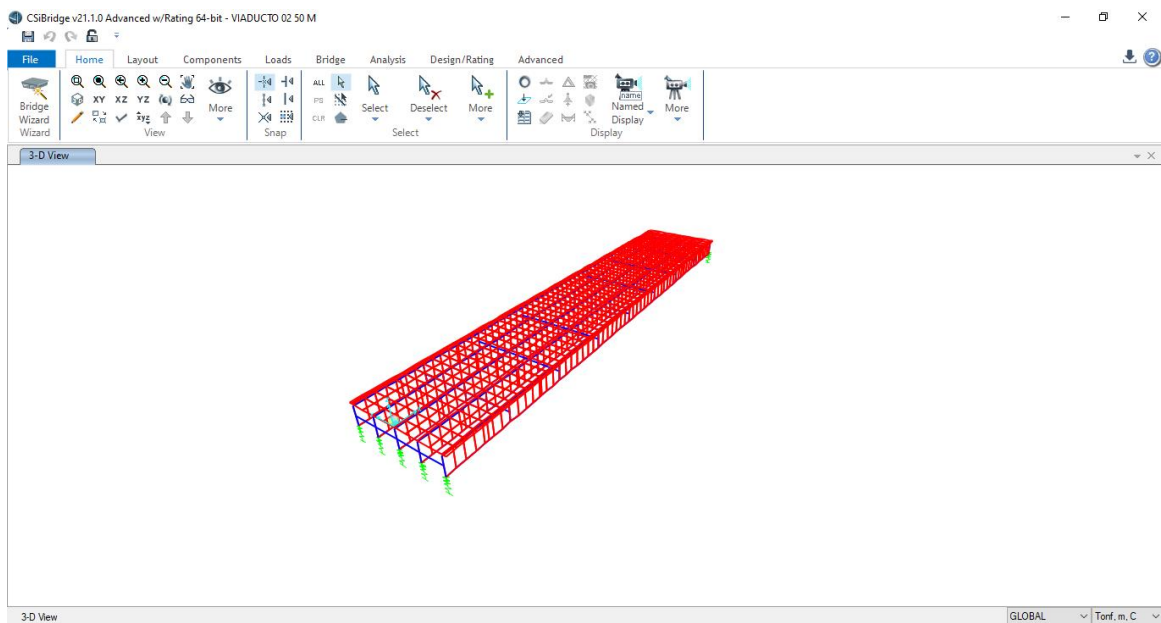 CSiBridge v21.1.0 Advanced w/Rating 64-bit - VIADUCTO 02 50 M
File Home Layout Components Loads Bridge Analysis Design/Rating Advanced
XY XZ YZ
xyz
Bridge Wizard
More
ALL
PS
CLR
Select
Deselect
More
name
Named Display
More
Wizard View Snap Select Display
3-D View
3-D View GLOBAL Tonf, m, C